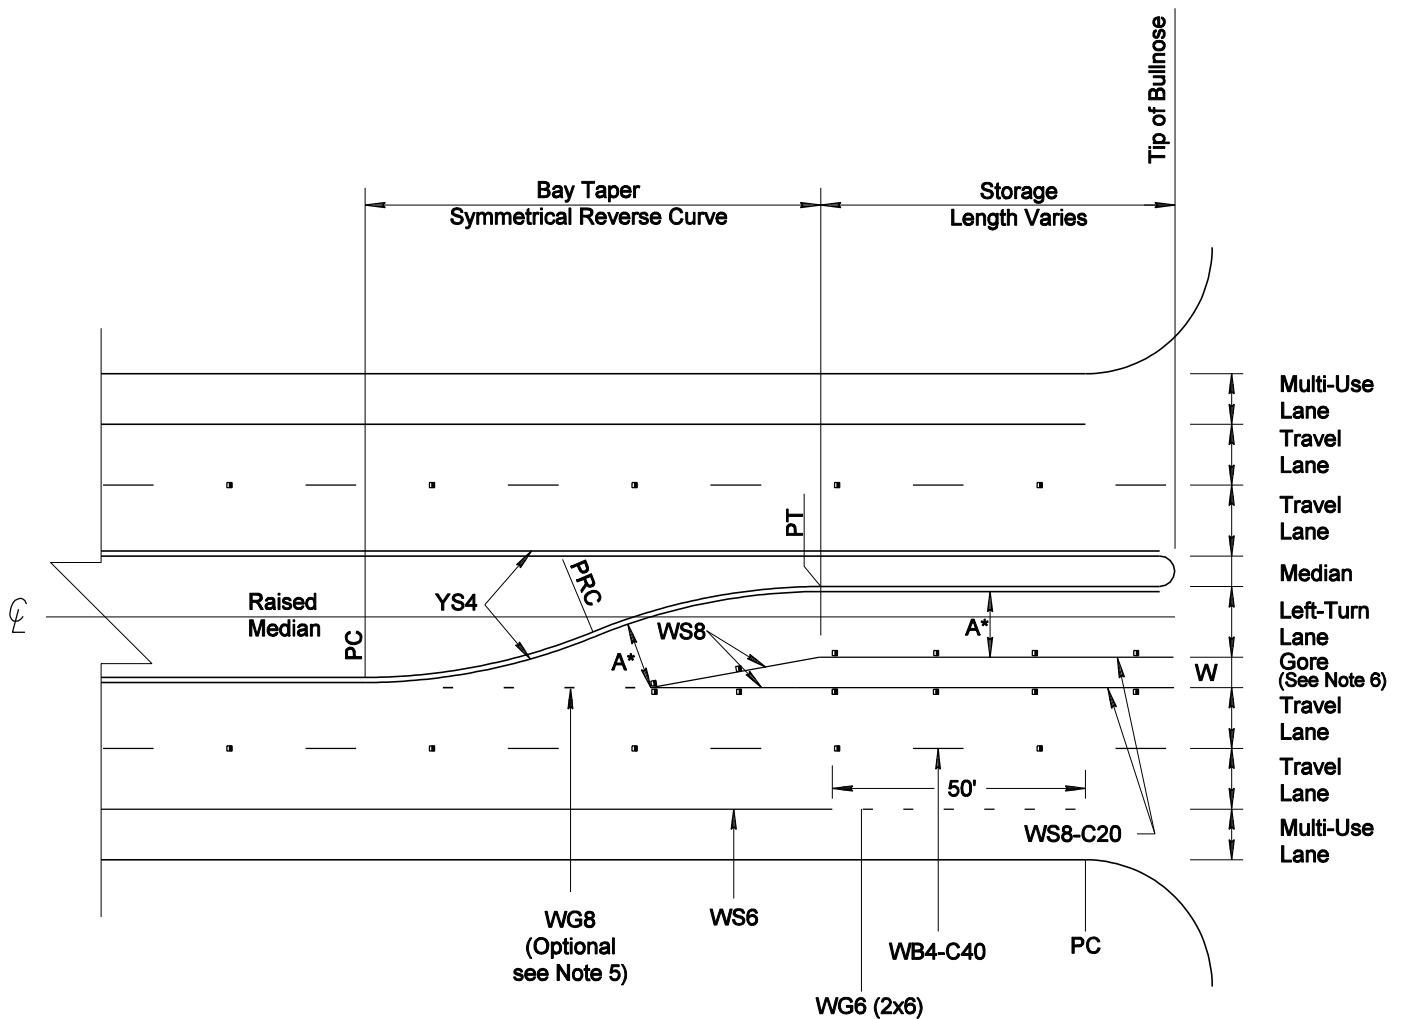 Tip of Bullnose
Bay Taper
Symmetrical Reverse Curve
Storage
Length Varies
Multi-Use
Lane
Travel
Lane
Travel
Lane
PT
PRC
Median
YS4
Raised
Median
PC
℄
WS8
A*
A*
Left-Turn
Lane
Gore
(See Note 6)
W
Travel
Lane
Travel
Lane
50'
WS8-C20
Multi-Use
Lane
WG8
(Optional
see Note 5)
WS6
WB4-C40
PC
WG6 (2x6)